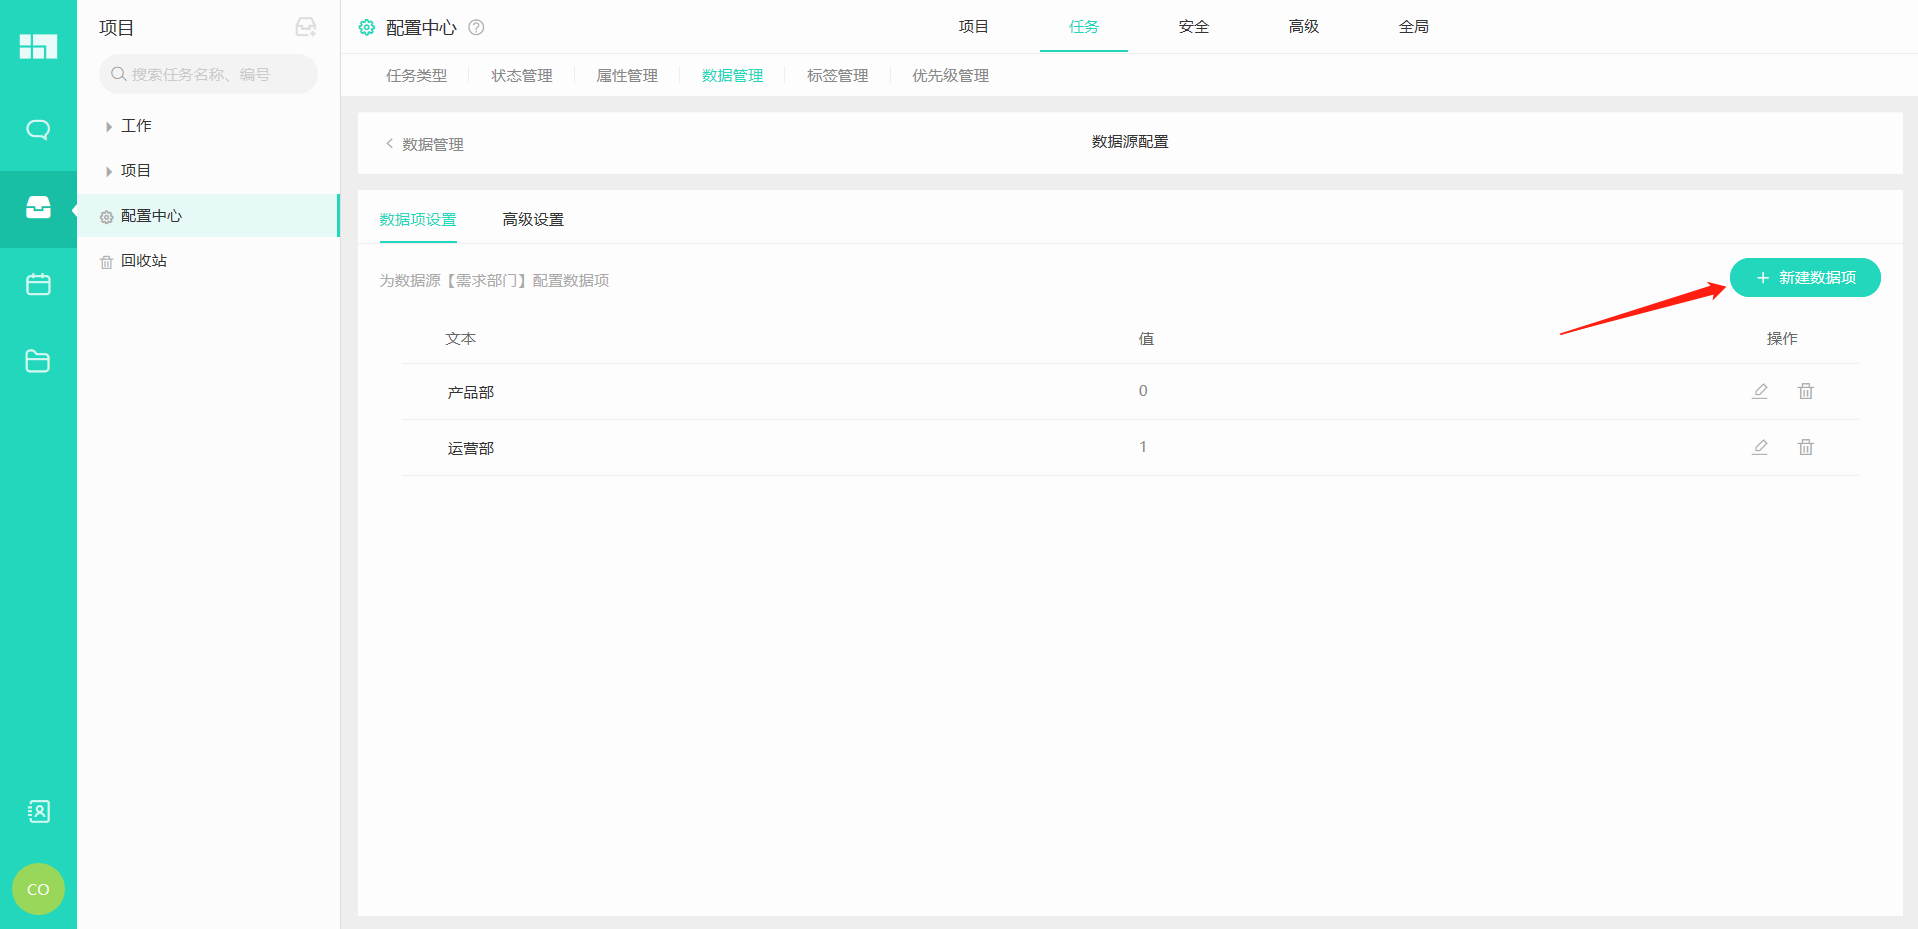 项目
搜索任务名称、编号
工作
项目
配置中心
回收站
CO
配置中心
项目 任务 安全 高级 全局
任务类型 状态管理 属性管理 数据管理 标签管理 优先级管理
数据管理 数据源配置
数据项设置 高级设置
为数据源【需求部门】配置数据项
新建数据项
文本 值 操作
产品部 0
运营部 1